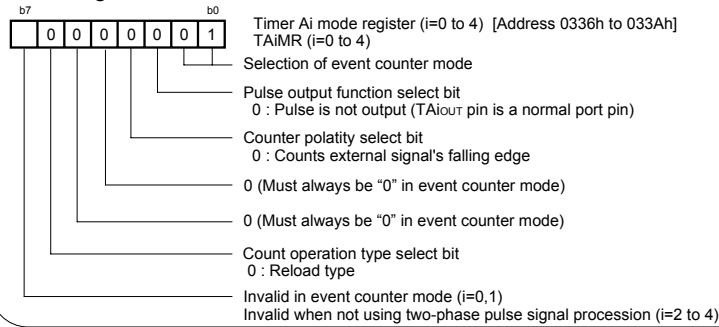 b7 b0
0 0 0 0 0 0 1
Timer Ai mode register (i=0 to 4) [Address 0336h to 033Ah]
TAiMR (i=0 to 4)
Selection of event counter mode
Pulse output function select bit
0 : Pulse is not output (TAiOUT pin is a normal port pin)
Counter polatity select bit
0 : Counts external signal's falling edge
0 (Must always be “0” in event counter mode)
0 (Must always be “0” in event counter mode)
Count operation type select bit
0 : Reload type
Invalid in event counter mode (i=0,1)
Invalid when not using two-phase pulse signal procession (i=2 to 4)